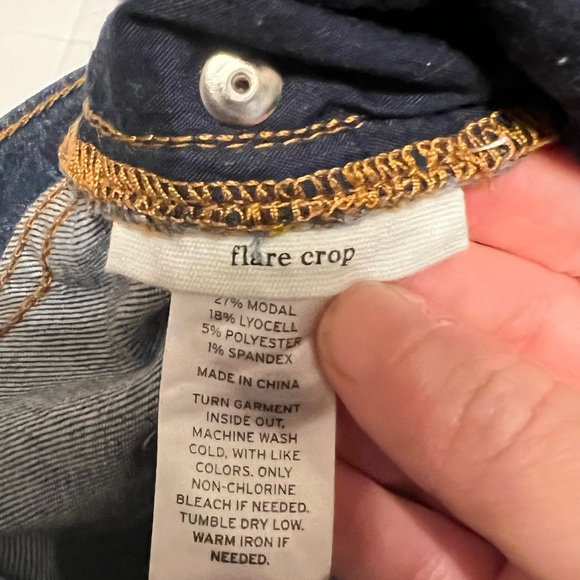 flare crop
27% MODAL
18% LYOCELL
5% POLYESTER
1% SPANDEX
MADE IN CHINA
TURN GARMENT
INSIDE OUT,
MACHINE WASH
COLD, WITH LIKE
COLORS. ONLY
NON-CHLORINE
BLEACH IF NEEDED.
TUMBLE DRY LOW.
WARM IRON IF
NEEDED.